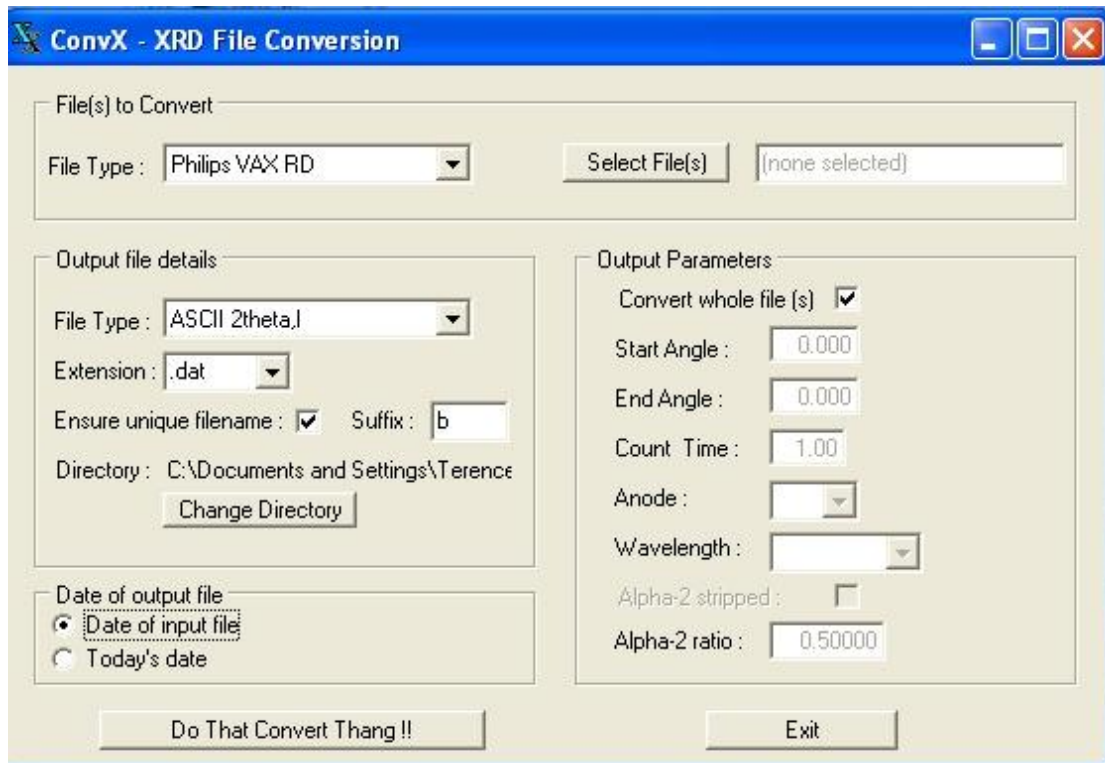 ConvX - XRD File Conversion
File(s) to Convert
File Type : Philips VAX RD Select File(s) (none selected)
Output file details
File Type : ASCII 2theta,I
Extension : .dat
Ensure unique filename : Suffix : b
Directory : C:\Documents and Settings\Terence
Change Directory
Date of output file
Date of input file
Today's date
Output Parameters
Convert whole file (s)
Start Angle : 0.000
End Angle : 0.000
Count Time : 1.00
Anode :
Wavelength :
Alpha-2 stripped :
Alpha-2 ratio : 0.50000
Do That Convert Thang !! Exit